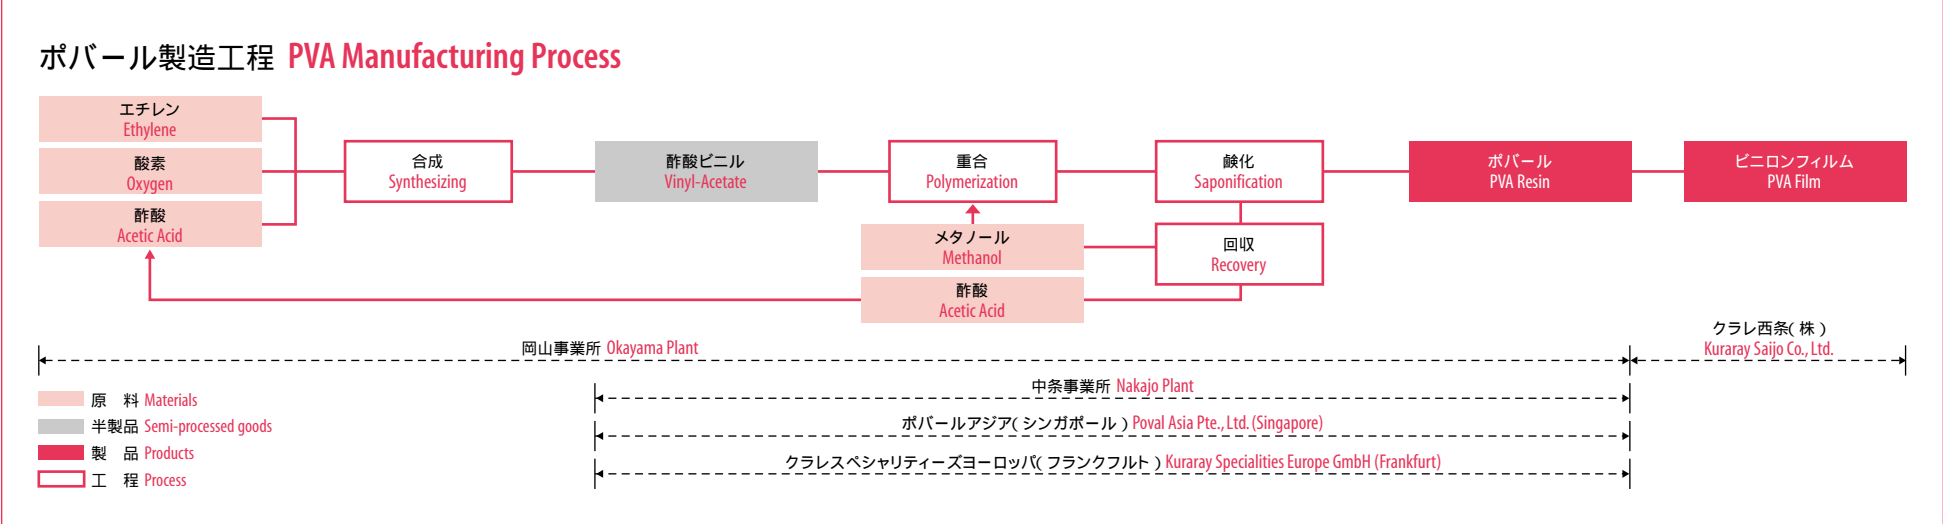 ポバール製造工程 PVA Manufacturing Process
エチレン
Ethylene
酸素
Oxygen
酢酸
Acetic Acid
合成
Synthesizing
酢酸ビニル
Vinyl-Acetate
重合
Polymerization
鹸化
Saponification
ポバール
PVA Resin
ビニロンフィルム
PVA Film
メタノール
Methanol
回収
Recovery
酢酸
Acetic Acid
岡山事業所 Okayama Plant
クラレ西条(株)
Kuraray Saijo Co., Ltd.
中条事業所 Nakajo Plant
ポバールアジア(シンガポール) Poval Asia Pte., Ltd. (Singapore)
クラレスペシャリティーズヨーロッパ(フランクフルト) Kuraray Specialities Europe GmbH (Frankfurt)
原 料 Materials
半製品 Semi-processed goods
製 品 Products
工 程 Process